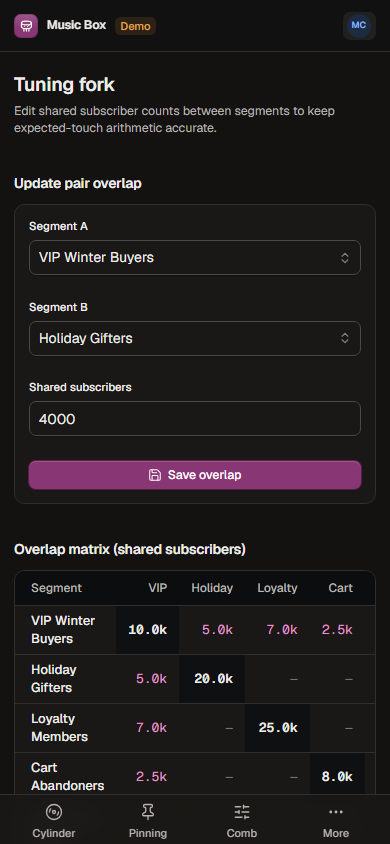 Music Box Demo MC
Tuning fork
Edit shared subscriber counts between segments to keep
expected-touch arithmetic accurate.
Update pair overlap
Segment A
VIP Winter Buyers
Segment B
Holiday Gifters
Shared subscribers
4000
Save overlap
Overlap matrix (shared subscribers)
Segment VIP Holiday Loyalty Cart
VIP Winter
Buyers 10.0k 5.0k 7.0k 2.5k
Holiday
Gifters 5.0k 20.0k — —
Loyalty
Members 7.0k — 25.0k —
Cart
Abandoners 2.5k — — 8.0k
Cylinder Pinning Comb More